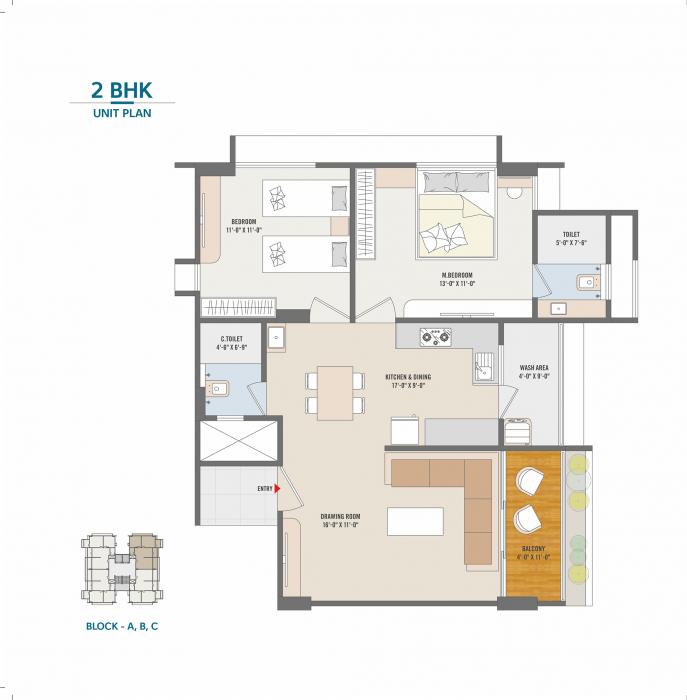 2 BHK
UNIT PLAN
BEDROOM
11'-0" X 11'-0"
M.BEDROOM
13'-0" X 11'-0"
TOILET
5'-0" X 7'-6"
C.TOILET
4'-0" X 6'-9"
KITCHEN & DINING
17'-0" X 9'-0"
WASH AREA
4'-0" X 9'-0"
ENTRY
DRAWING ROOM
16'-0" X 11'-0"
BALCONY
4'-0" X 11'-0"
BLOCK - A, B, C